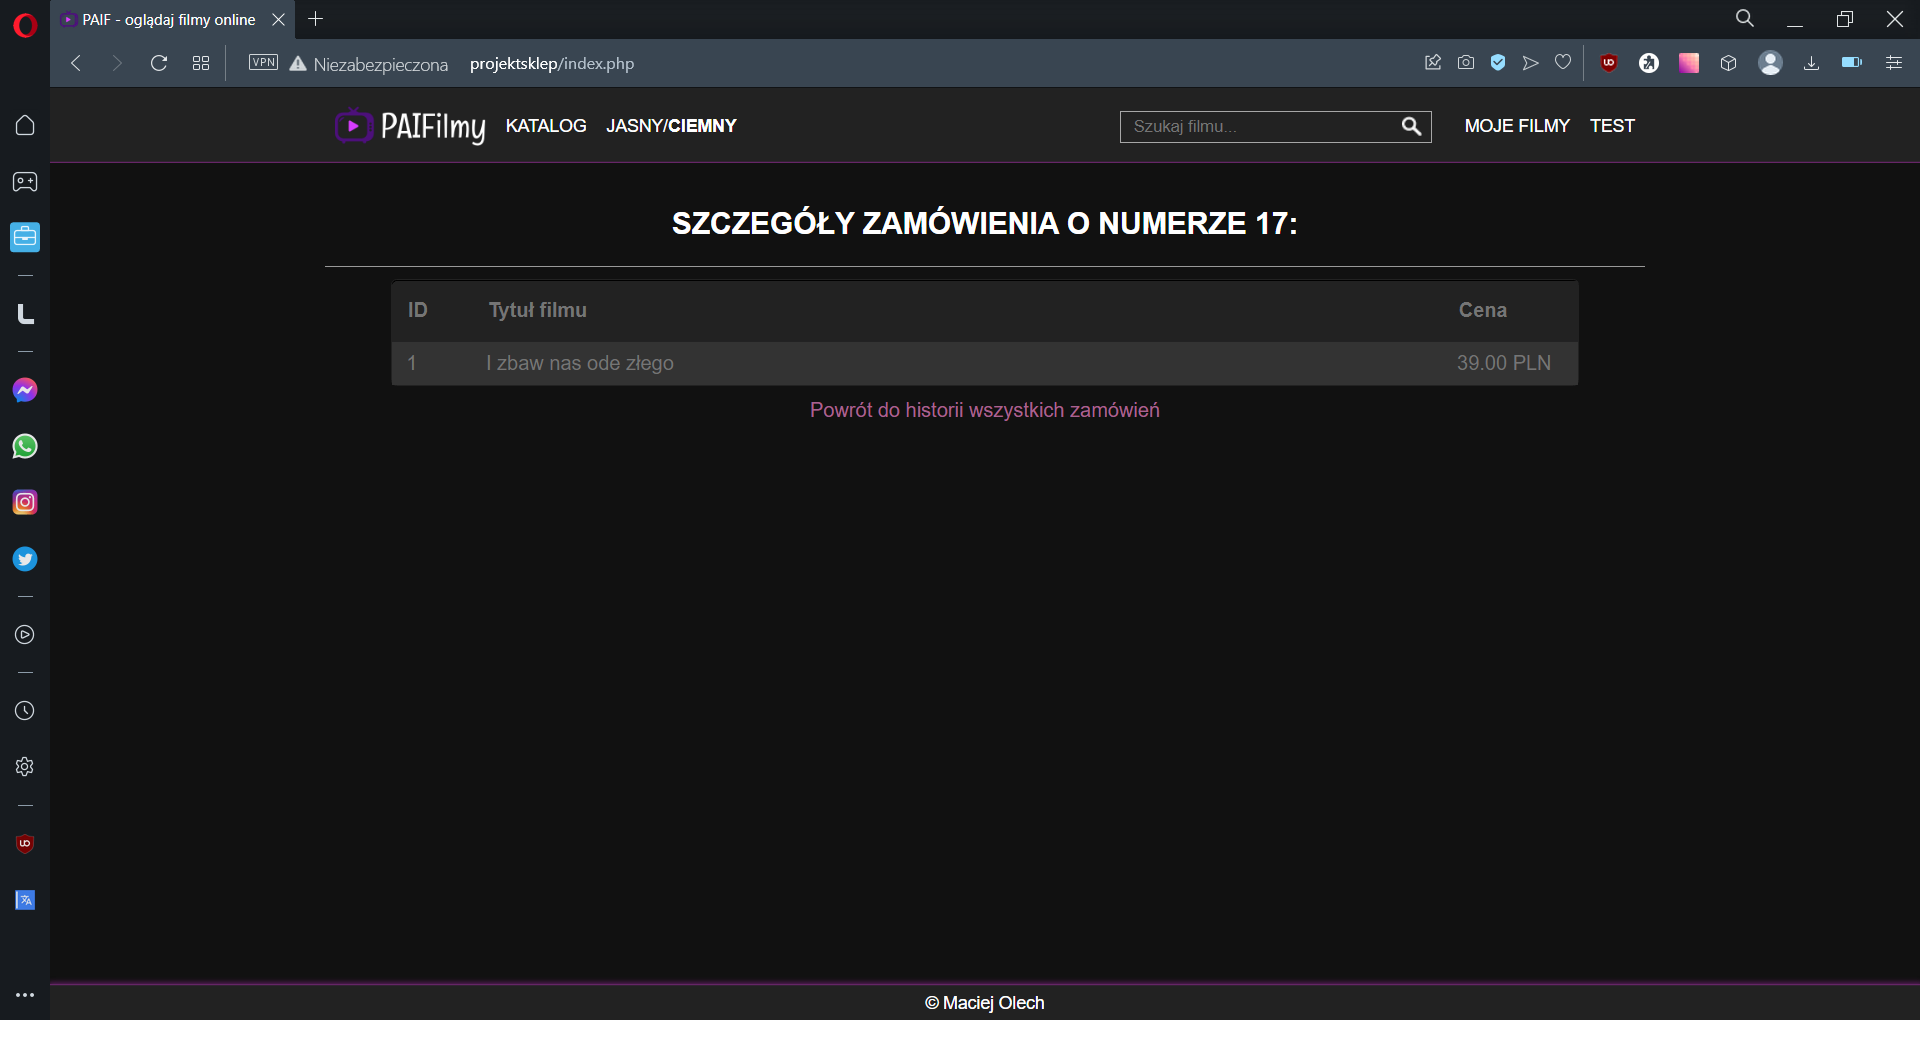 PAIF - oglądaj filmy online
VPN Niezabezpieczona projektsklep/index.php
PAIFilmy KATALOG JASNY/CIEMNY Szukaj filmu... MOJE FILMY TEST
SZCZEGÓŁY ZAMÓWIENIA O NUMERZE 17:
ID Tytuł filmu Cena
1 I zbaw nas ode złego 39.00 PLN
Powrót do historii wszystkich zamówień
© Maciej Olech